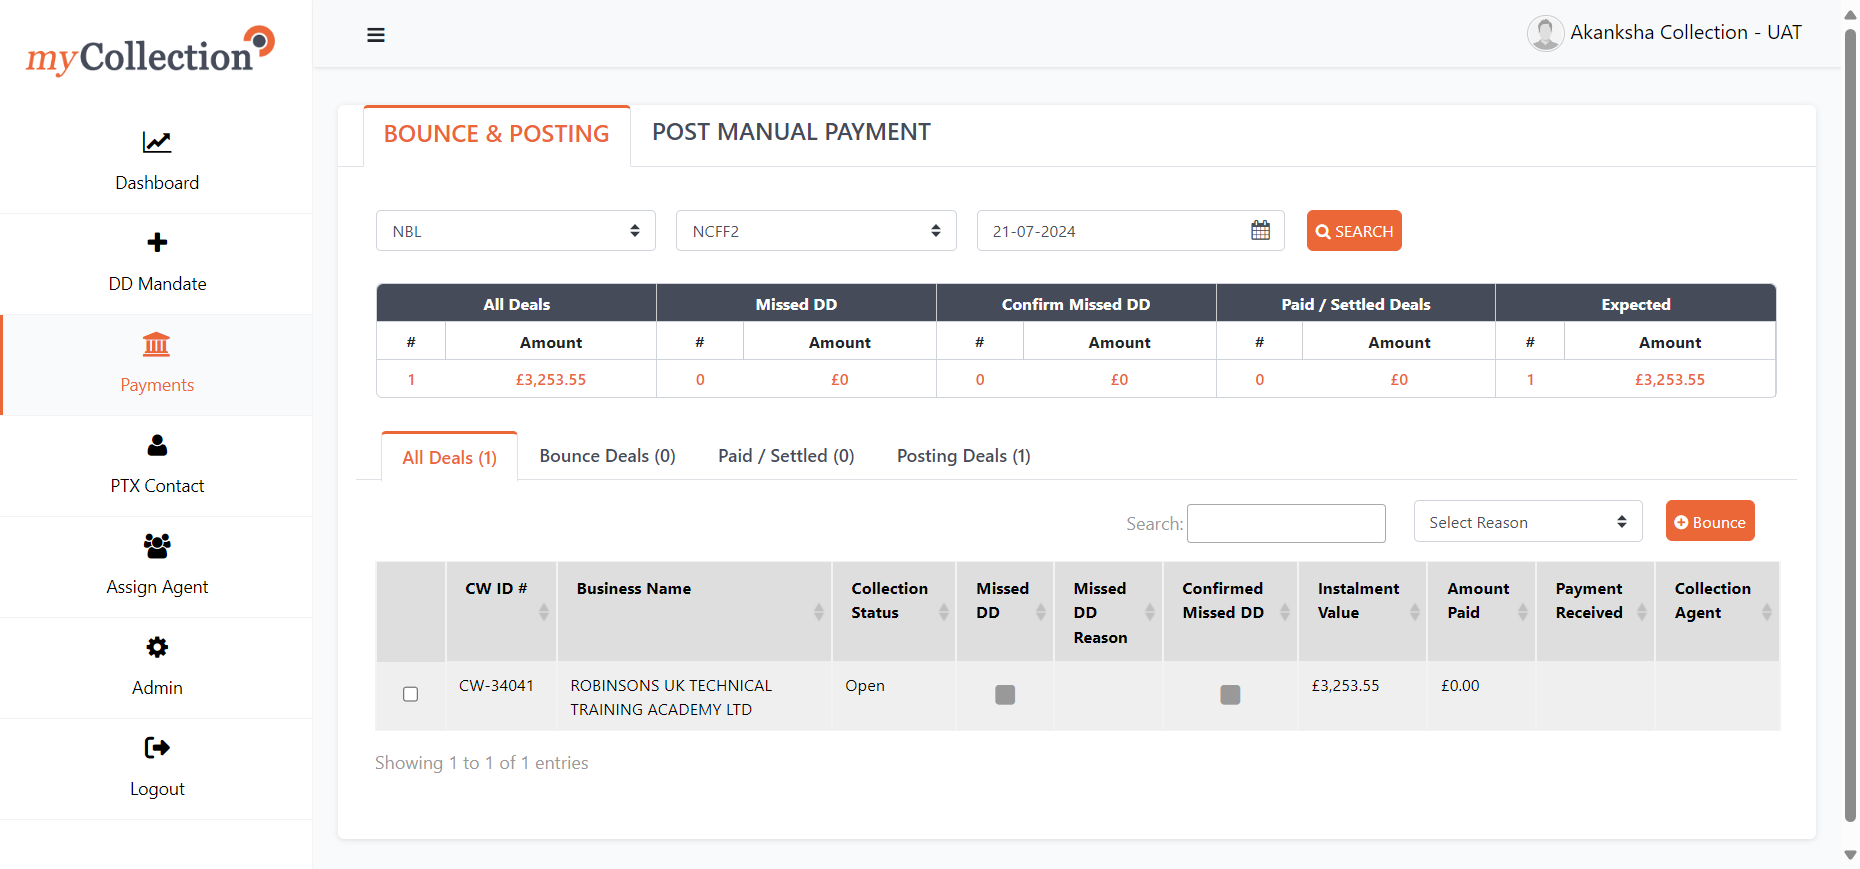 myCollection
Akanksha Collection - UAT
Dashboard
DD Mandate
Payments
PTX Contact
Assign Agent
Admin
Logout
BOUNCE & POSTING
POST MANUAL PAYMENT
NBL
NCFF2
21-07-2024
SEARCH
All Deals Missed DD Confirm Missed DD Paid / Settled Deals Expected
# Amount # Amount # Amount # Amount # Amount
1 £3,253.55 0 £0 0 £0 0 £0 1 £3,253.55
All Deals (1) Bounce Deals (0) Paid / Settled (0) Posting Deals (1)
Search: Select Reason Bounce
CW ID #
Business Name
Collection
Status
Missed
DD
Missed
DD
Reason
Confirmed
Missed DD
Instalment
Value
Amount
Paid
Payment
Received
Collection
Agent
CW-34041
ROBINSONS UK TECHNICAL
TRAINING ACADEMY LTD
Open
£3,253.55
£0.00
Showing 1 to 1 of 1 entries